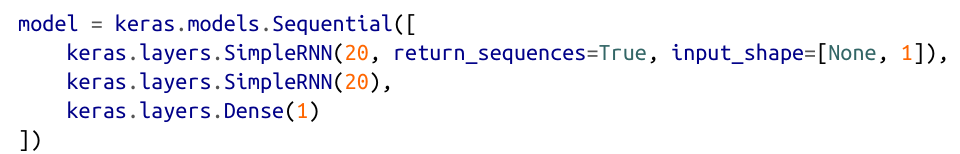 model = keras.models.Sequential([
    keras.layers.SimpleRNN(20, return_sequences=True, input_shape=[None, 1]),
    keras.layers.SimpleRNN(20),
    keras.layers.Dense(1)
])